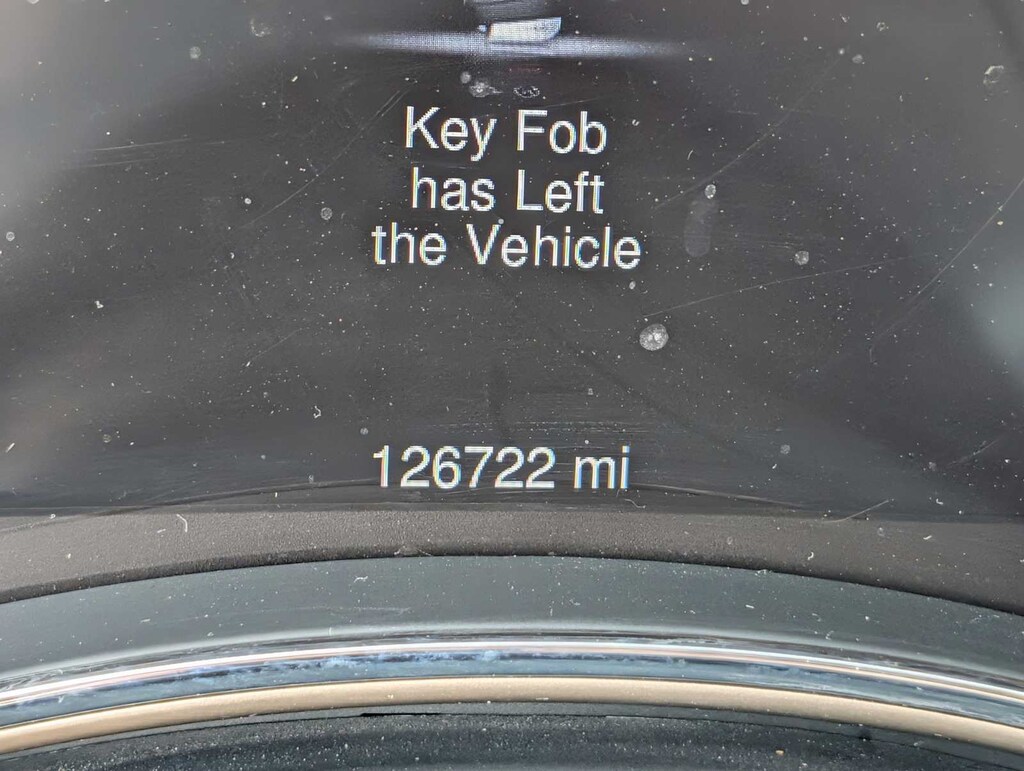 Key Fob
has Left
the Vehicle
126722 mi